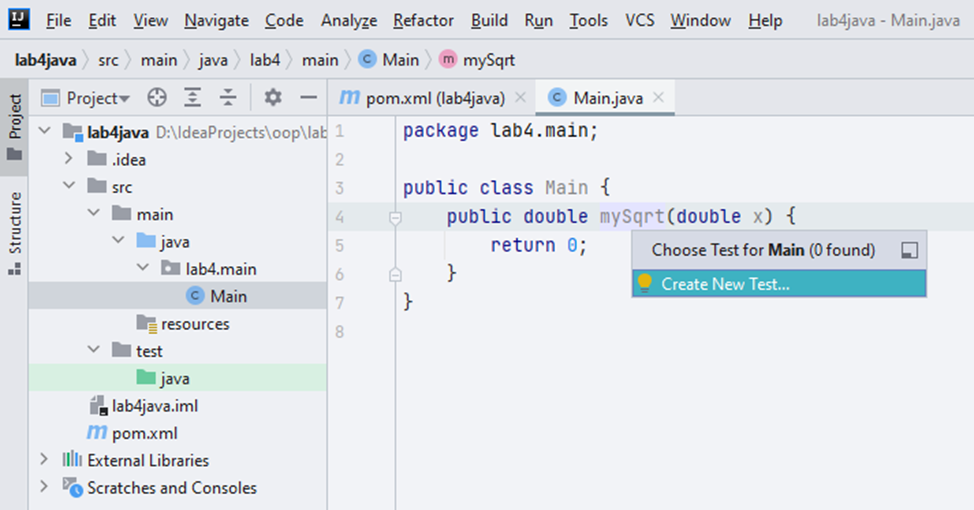 IJ File Edit View Navigate Code Analyze Refactor Build Run Tools VCS Window Help lab4java - Main.java
lab4java src main java lab4 main C Main m mySqrt
Project
Structure
Project
lab4java D:\IdeaProjects\oop\lab
.idea
src
main
java
lab4.main
C Main
resources
test
java
lab4java.iml
m pom.xml
External Libraries
Scratches and Consoles
m pom.xml (lab4java) C Main.java
1 package lab4.main;
2
3 public class Main {
4 public double mySqrt(double x) {
5 return 0;
6 }
7 }
8
Choose Test for Main (0 found)
Create New Test...